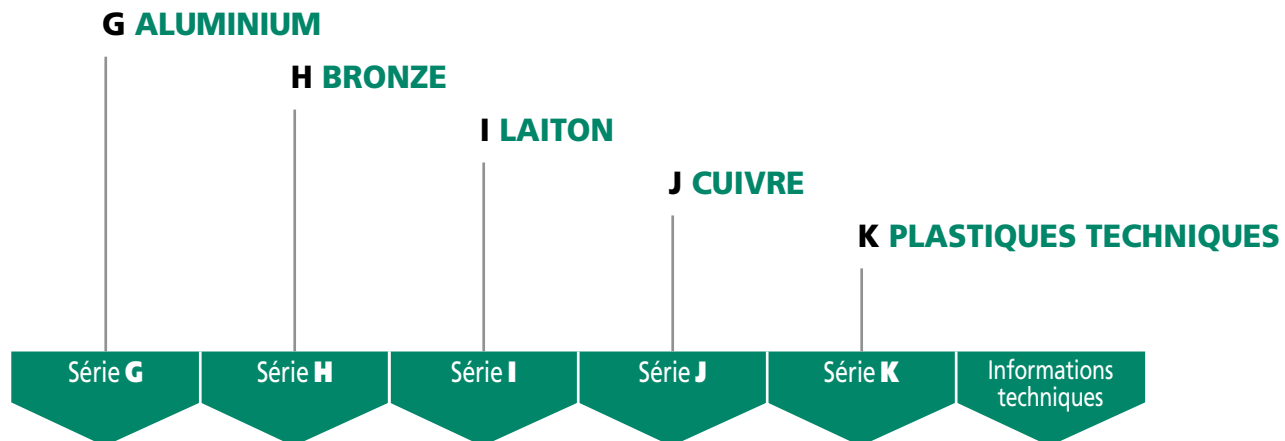 G ALUMINIUM
H BRONZE
I LAITON
J CUIVRE
K PLASTIQUES TECHNIQUES
Série G
Série H
Série I
Série J
Série K
Informations
techniques